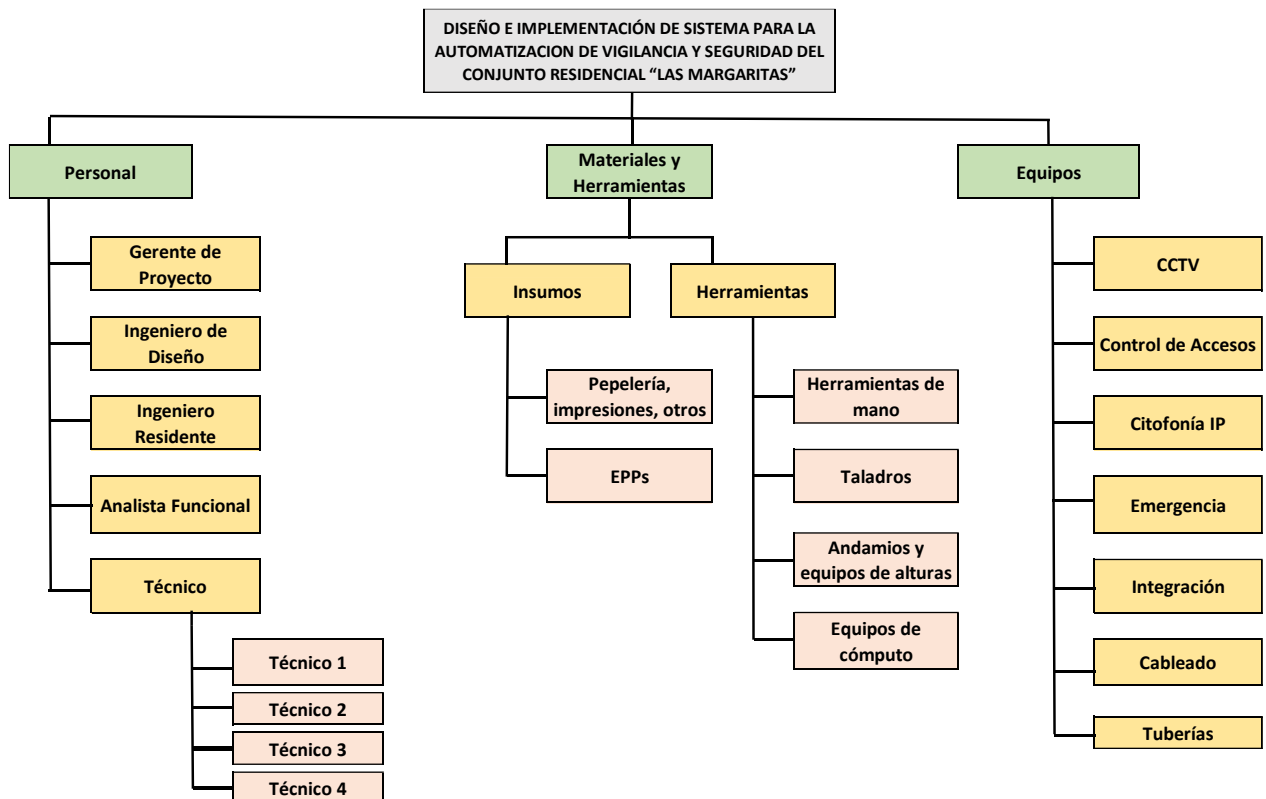 DISEÑO E IMPLEMENTACIÓN DE SISTEMA PARA LA
AUTOMATIZACION DE VIGILANCIA Y SEGURIDAD DEL
CONJUNTO RESIDENCIAL “LAS MARGARITAS”
Personal
Gerente de
Proyecto
Ingeniero de
Diseño
Ingeniero
Residente
Analista Funcional
Técnico
Técnico 1
Técnico 2
Técnico 3
Técnico 4
Materiales y
Herramientas
Insumos
Pepelería,
impresiones, otros
EPPs
Herramientas
Herramientas de
mano
Taladros
Andamios y
equipos de alturas
Equipos de
cómputo
Equipos
CCTV
Control de Accesos
Citofonía IP
Emergencia
Integración
Cableado
Tuberías